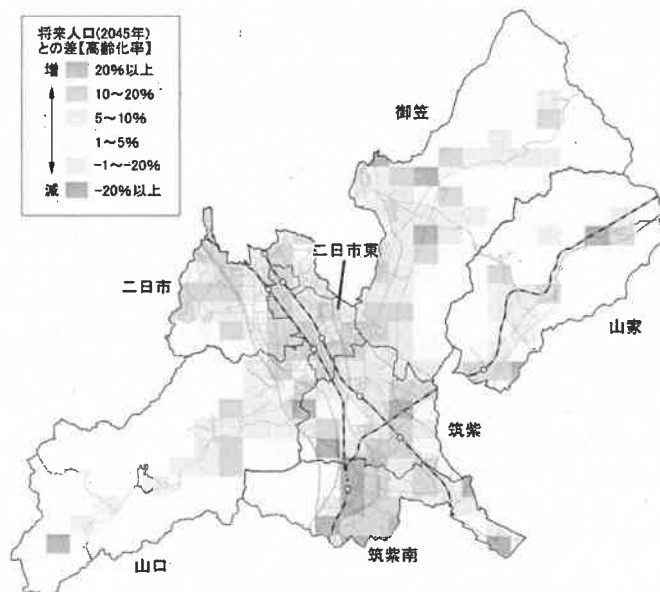 将来人口(2045年)
との差【高齢化率】
増 20%以上
10～20%
5～10%
1～5%
-1～-20%
減 -20%以上
御笠
二日市東
二日市
山家
筑紫
筑紫南
山口